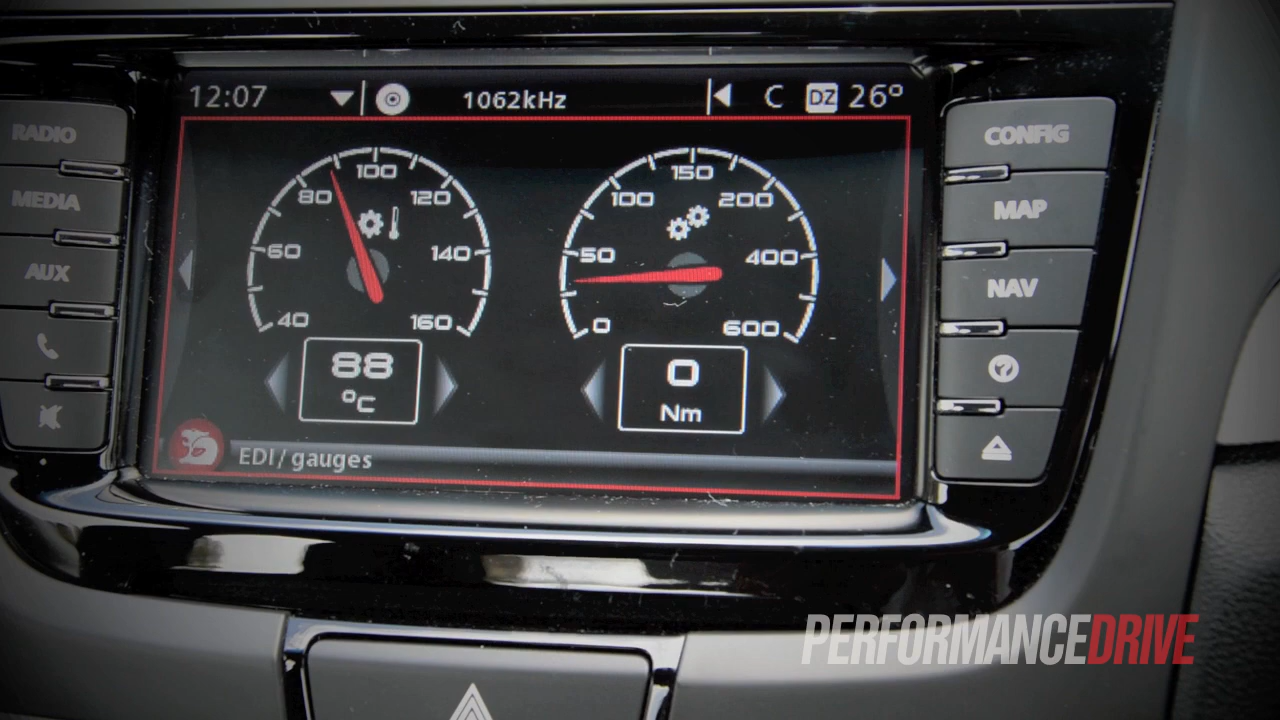 12:07 1062kHz C DZ 26°
RADIO
MEDIA
AUX
CONFIG
MAP
NAV
?
40 60 80 100 120 140 160
88
°C
0 50 100 150 200 400 600
0
Nm
EDI / gauges
PERFORMANCEDRIVE